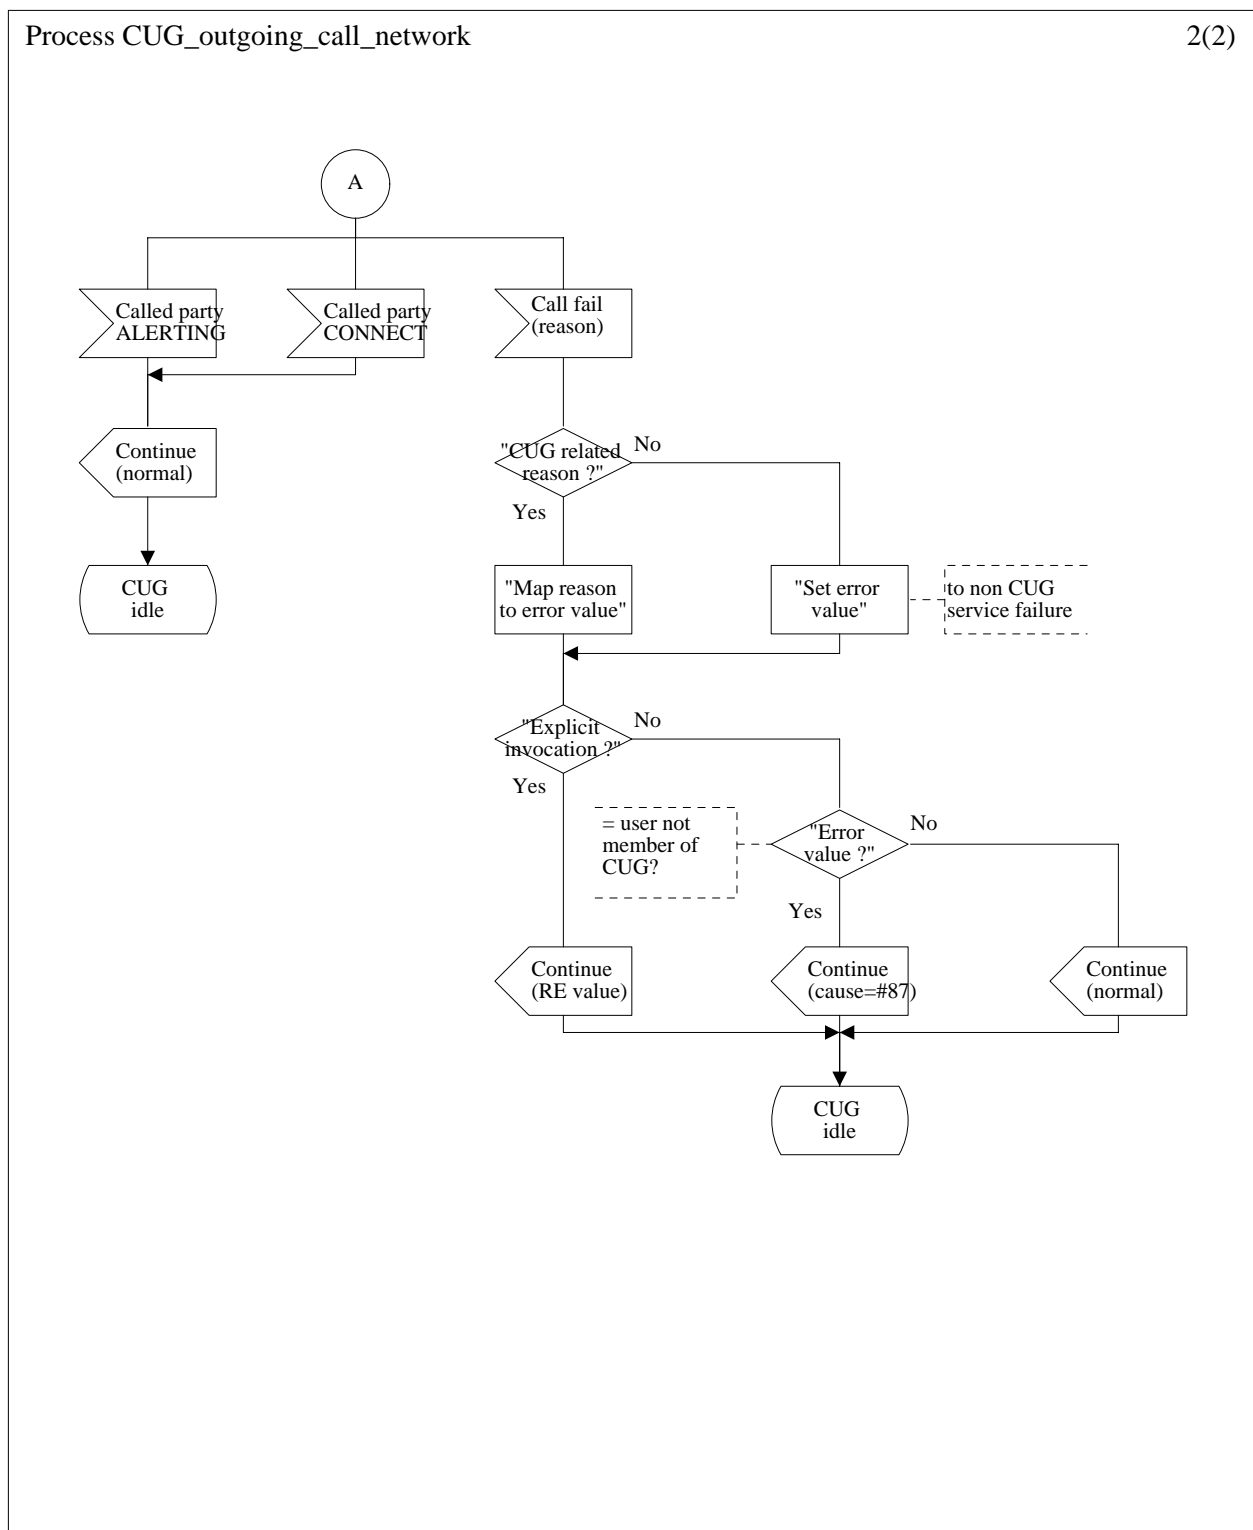 Process CUG_outgoing_call_network
2(2)
A
Called party
ALERTING
Called party
CONNECT
Call fail
(reason)
Continue
(normal)
"CUG related
reason ?"
No
Yes
CUG
idle
"Map reason
to error value"
"Set error
value"
to non CUG
service failure
"Explicit
invocation ?"
No
Yes
= user not
member of
CUG?
"Error
value ?"
No
Yes
Continue
(RE value)
Continue
(cause=#87)
Continue
(normal)
CUG
idle